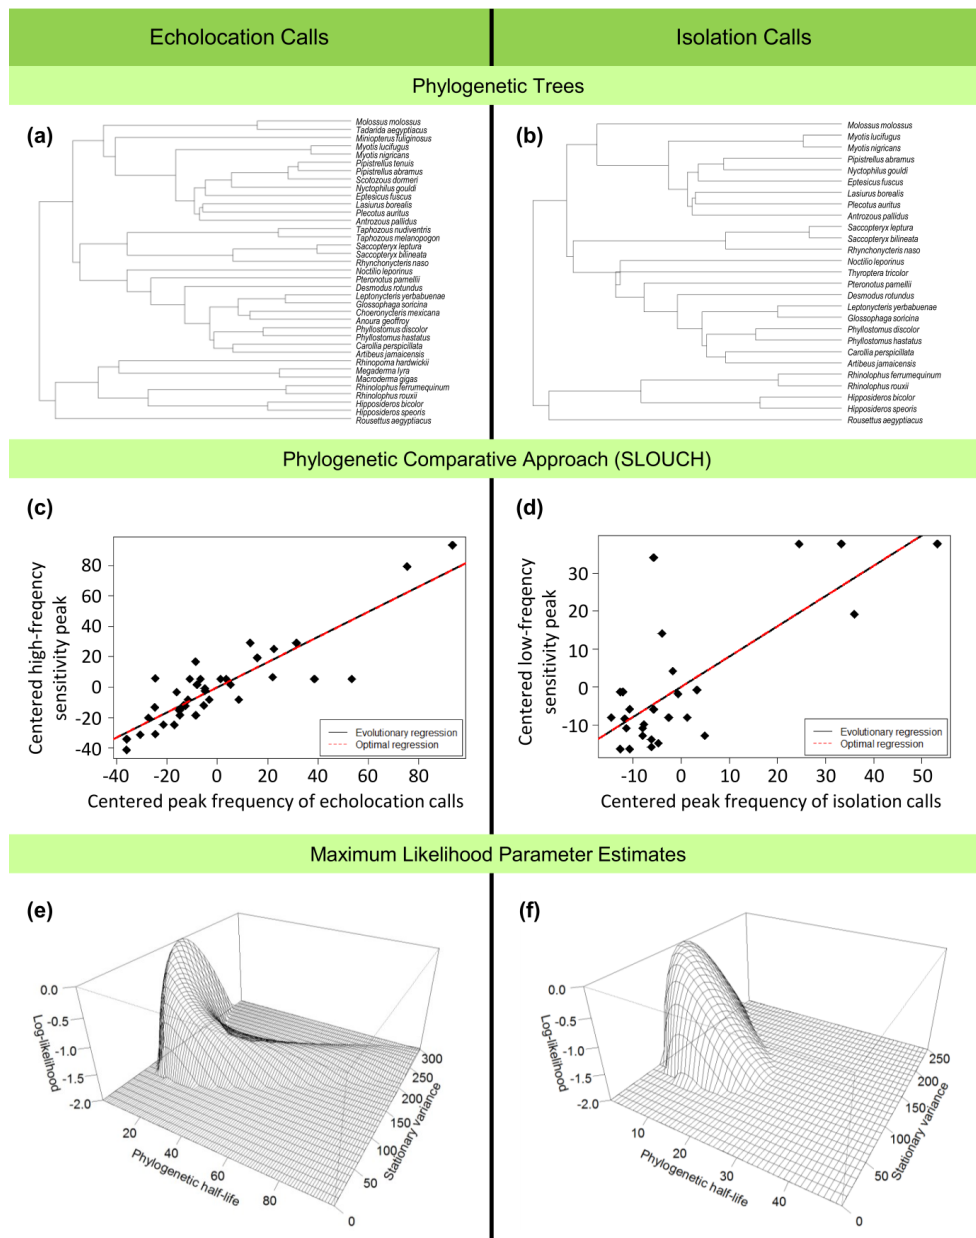 Echolocation Calls
Isolation Calls
Phylogenetic Trees
(a)
Molossus molossus
Tadarida aegyptiacus
Miniopterus fuliginosus
Myotis lucifugus
Myotis nigricans
Pipistrellus tenuis
Pipistrellus abramus
Scotozous dormeri
Nyctophilus gouldi
Eptesicus fuscus
Lasiurus borealis
Plecotus auritus
Antrozous pallidus
Taphozous nudiventris
Taphozous melanopogon
Saccopteryx leptura
Saccopteryx bilineata
Rhynchonycteris naso
Noctilio leporinus
Pteronotus parnellii
Desmodus rotundus
Leptonycteris yerbabuenae
Glossophaga soricina
Choeronycteris mexicana
Anoura geoffroy
Phyllostomus discolor
Phyllostomus hastatus
Carollia perspicillata
Artibeus jamaicensis
Rhinopoma hardwickii
Megaderma lyra
Macroderma gigas
Rhinolophus ferrumequinum
Rhinolophus rouxii
Hipposideros bicolor
Hipposideros speoris
Rousettus aegyptiacus
(b)
Molossus molossus
Myotis lucifugus
Myotis nigricans
Pipistrellus abramus
Nyctophilus gouldi
Eptesicus fuscus
Lasiurus borealis
Plecotus auritus
Antrozous pallidus
Saccopteryx leptura
Saccopteryx bilineata
Rhynchonycteris naso
Noctilio leporinus
Thyroptera tricolor
Pteronotus parnellii
Desmodus rotundus
Leptonycteris yerbabuenae
Glossophaga soricina
Phyllostomus discolor
Phyllostomus hastatus
Carollia perspicillata
Artibeus jamaicensis
Rhinolophus ferrumequinum
Rhinolophus rouxii
Hipposideros bicolor
Hipposideros speoris
Rousettus aegyptiacus
Phylogenetic Comparative Approach (SLOUCH)
(c)
Centered high-freqency
sensitivity peak
80
60
40
20
0
-20
-40
Evolutionary regression
Optimal regression
-40 -20 0 20 40 60 80
Centered peak frequency of echolocation calls
(d)
Centered low-freqency
sensitivity peak
30
20
10
0
-10
Evolutionary regression
Optimal regression
-10 0 10 20 30 40 50
Centered peak frequency of isolation calls
Maximum Likelihood Parameter Estimates
(e)
Log-likelihood
0.0
-0.5
-1.0
-1.5
-2.0
20
40
60
80
Phylogenetic half-life
0
50
100
150
200
250
300
Stationary variance
(f)
Log-likelihood
0.0
-0.5
-1.0
-1.5
-2.0
10
20
30
40
Phylogenetic half-life
0
50
100
150
200
250
Stationary variance